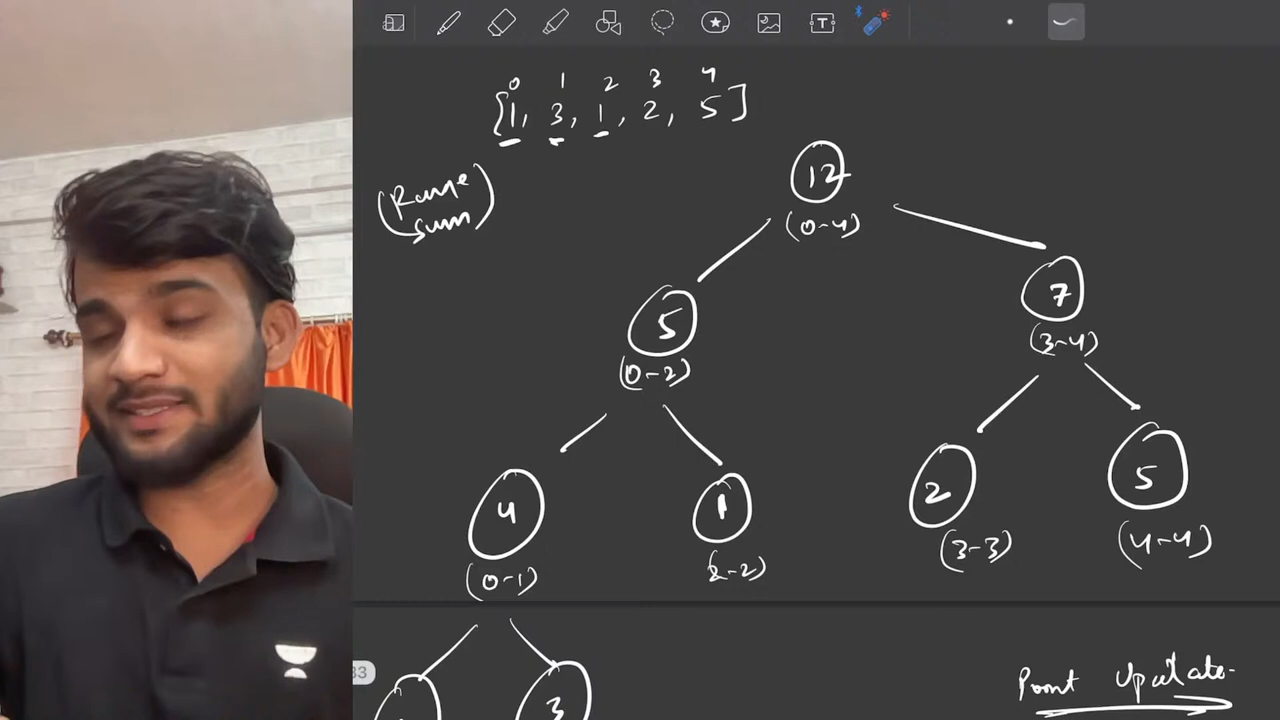 0 1 2 3 4
[1, 3, 1, 2, 5]
(Range
sum)
12
(0-4)
5
(0-2)
7
(3-4)
4
(0-1)
1
(2-2)
2
(3-3)
5
(4-4)
33
3
Point Update-
T